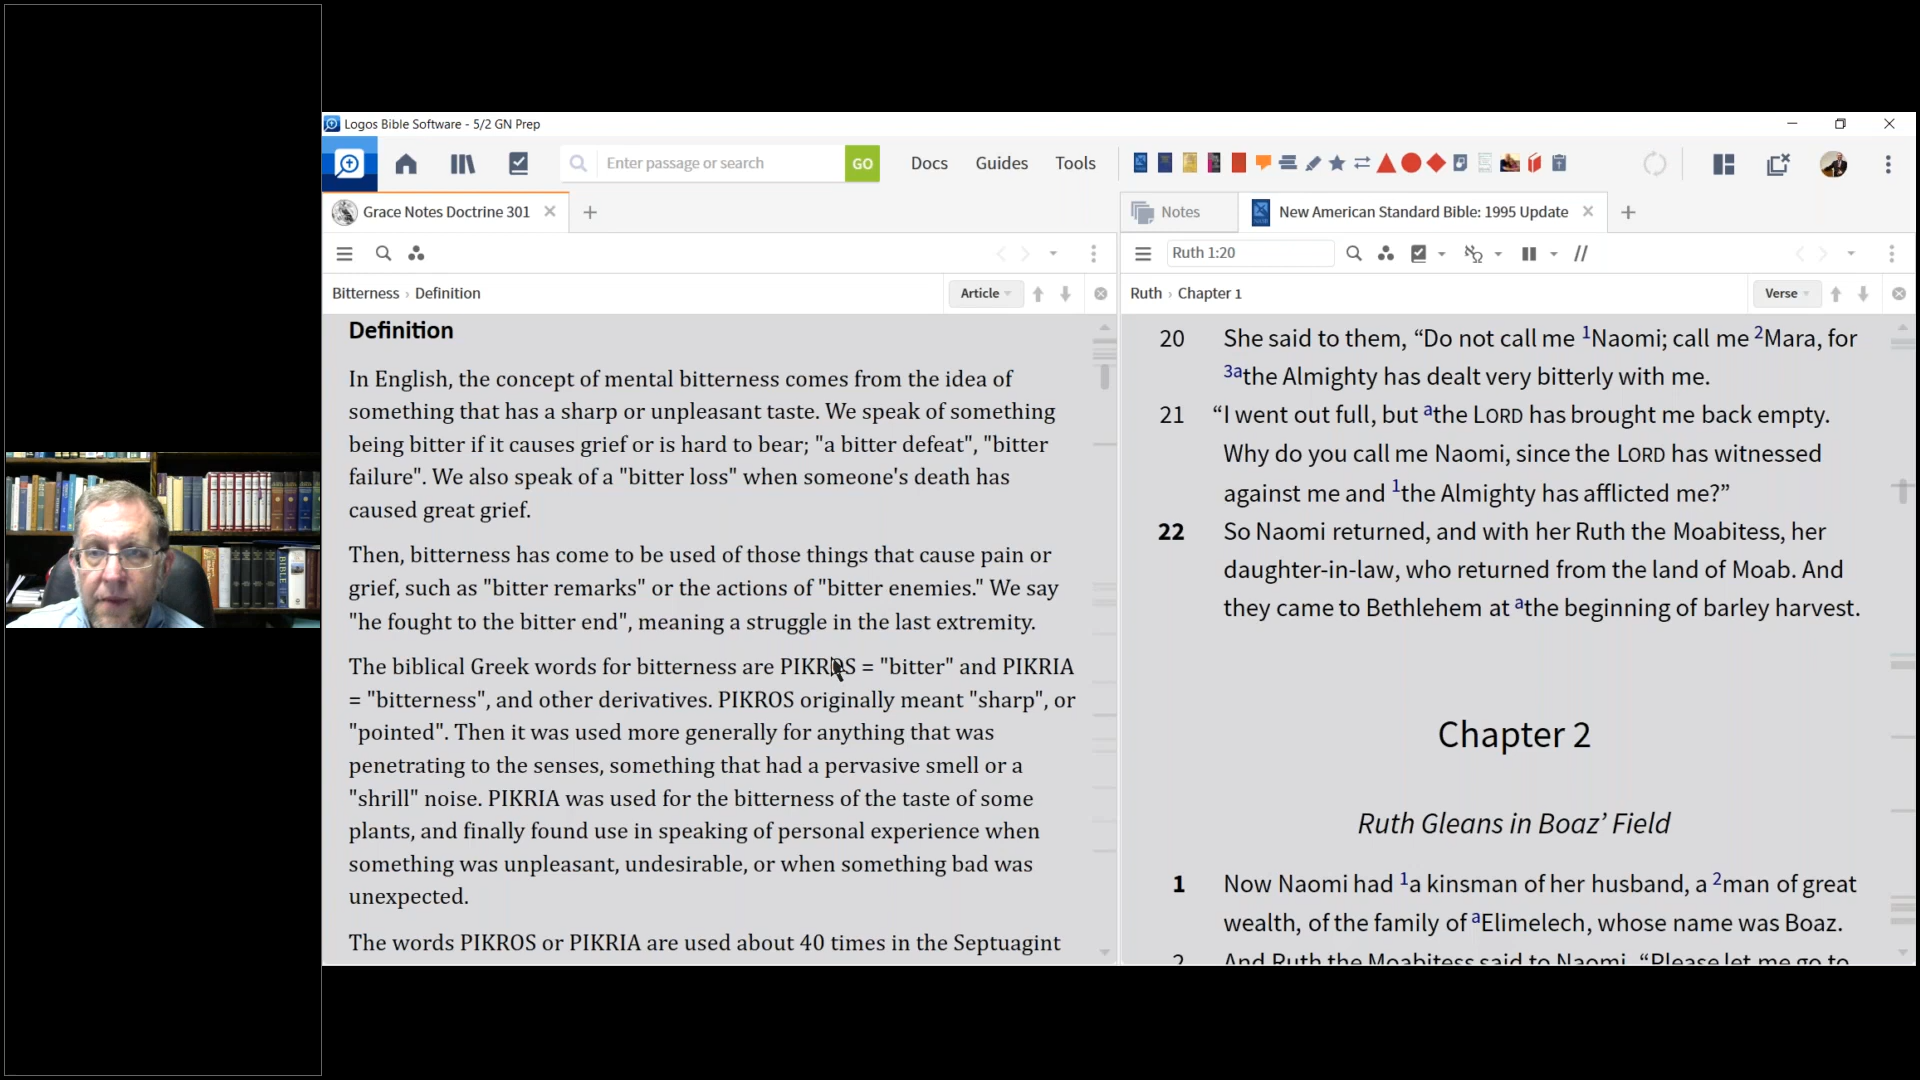 Logos Bible Software - 5/2 GN Prep
Enter passage or search
GO
Docs
Guides
Tools
Grace Notes Doctrine 301
Bitterness › Definition
Article
Definition
In English, the concept of mental bitterness comes from the idea of
something that has a sharp or unpleasant taste. We speak of something
being bitter if it causes grief or is hard to bear; "a bitter defeat", "bitter
failure". We also speak of a "bitter loss" when someone's death has
caused great grief.
Then, bitterness has come to be used of those things that cause pain or
grief, such as "bitter remarks" or the actions of "bitter enemies." We say
"he fought to the bitter end", meaning a struggle in the last extremity.
The biblical Greek words for bitterness are PIKROS = "bitter" and PIKRIA
= "bitterness", and other derivatives. PIKROS originally meant "sharp", or
"pointed". Then it was used more generally for anything that was
penetrating to the senses, something that had a pervasive smell or a
"shrill" noise. PIKRIA was used for the bitterness of the taste of some
plants, and finally found use in speaking of personal experience when
something was unpleasant, undesirable, or when something bad was
unexpected.
The words PIKROS or PIKRIA are used about 40 times in the Septuagint
Notes
New American Standard Bible: 1995 Update
Ruth 1:20
Ruth › Chapter 1
Verse
20 She said to them, “Do not call me 1Naomi; call me 2Mara, for
3athe Almighty has dealt very bitterly with me.
21 “I went out full, but athe LORD has brought me back empty.
Why do you call me Naomi, since the LORD has witnessed
against me and 1the Almighty has afflicted me?”
22 So Naomi returned, and with her Ruth the Moabitess, her
daughter-in-law, who returned from the land of Moab. And
they came to Bethlehem at athe beginning of barley harvest.
Chapter 2
Ruth Gleans in Boaz’ Field
1 Now Naomi had 1a kinsman of her husband, a 2man of great
wealth, of the family of aElimelech, whose name was Boaz.
2 And Ruth the Moabitess said to Naomi, “Please let me go to
BIBLE